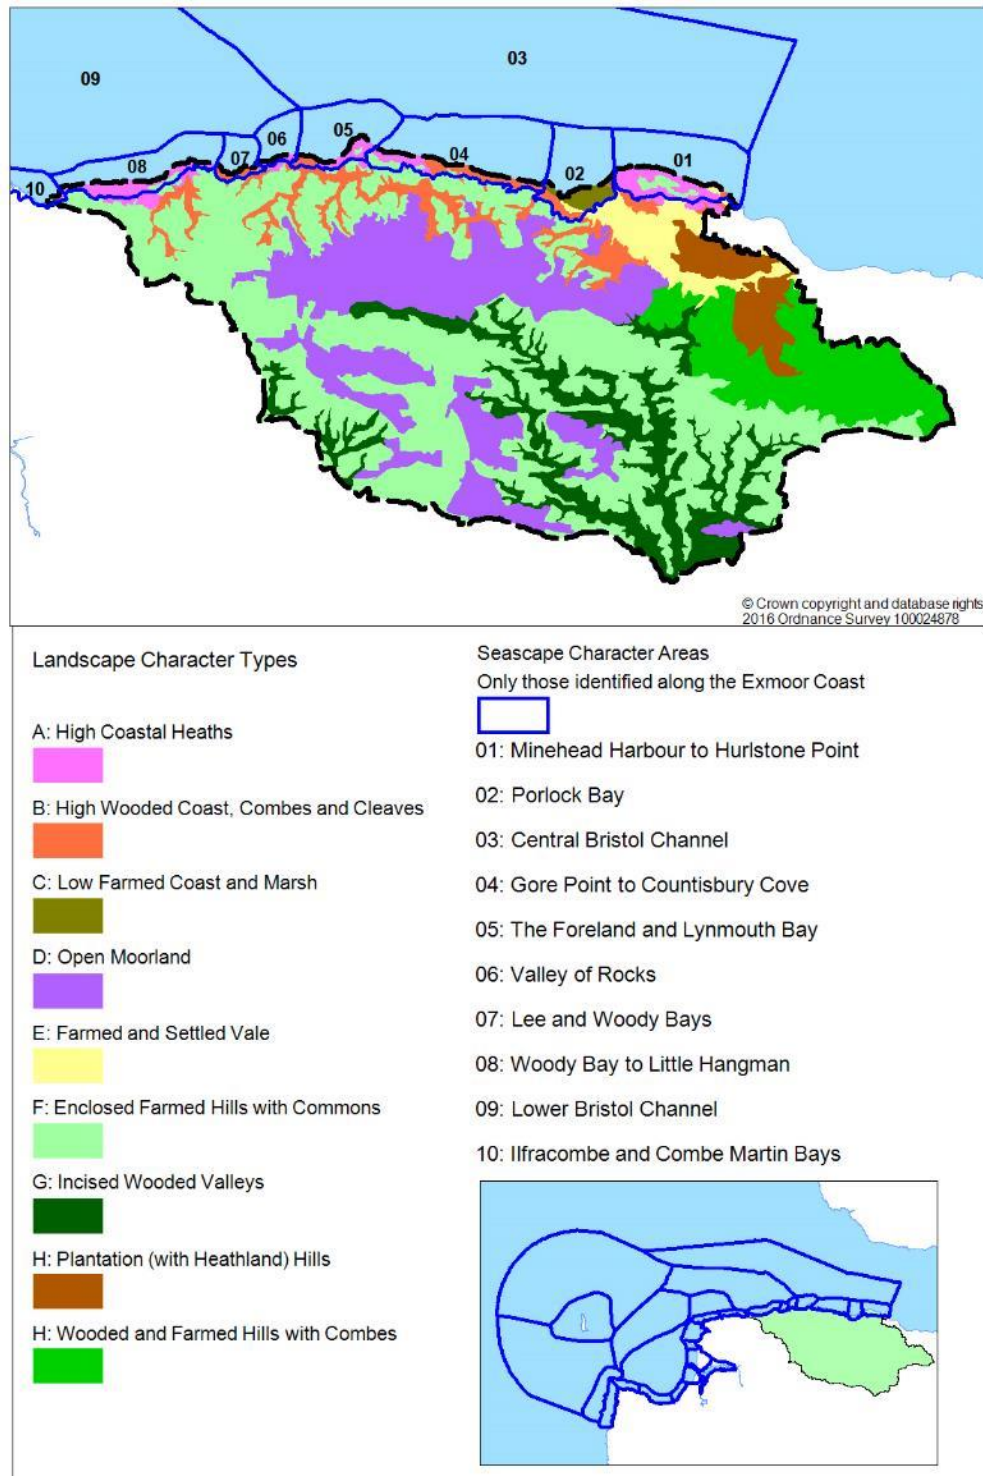 09
03
06
05
08
07
04
02
01
10
© Crown copyright and database rights
2016 Ordnance Survey 100024878
Landscape Character Types
A: High Coastal Heaths
B: High Wooded Coast, Combes and Cleaves
C: Low Farmed Coast and Marsh
D: Open Moorland
E: Farmed and Settled Vale
F: Enclosed Farmed Hills with Commons
G: Incised Wooded Valleys
H: Plantation (with Heathland) Hills
H: Wooded and Farmed Hills with Combes
Seascape Character Areas
Only those identified along the Exmoor Coast
01: Minehead Harbour to Hurlstone Point
02: Porlock Bay
03: Central Bristol Channel
04: Gore Point to Countisbury Cove
05: The Foreland and Lynmouth Bay
06: Valley of Rocks
07: Lee and Woody Bays
08: Woody Bay to Little Hangman
09: Lower Bristol Channel
10: Ilfracombe and Combe Martin Bays